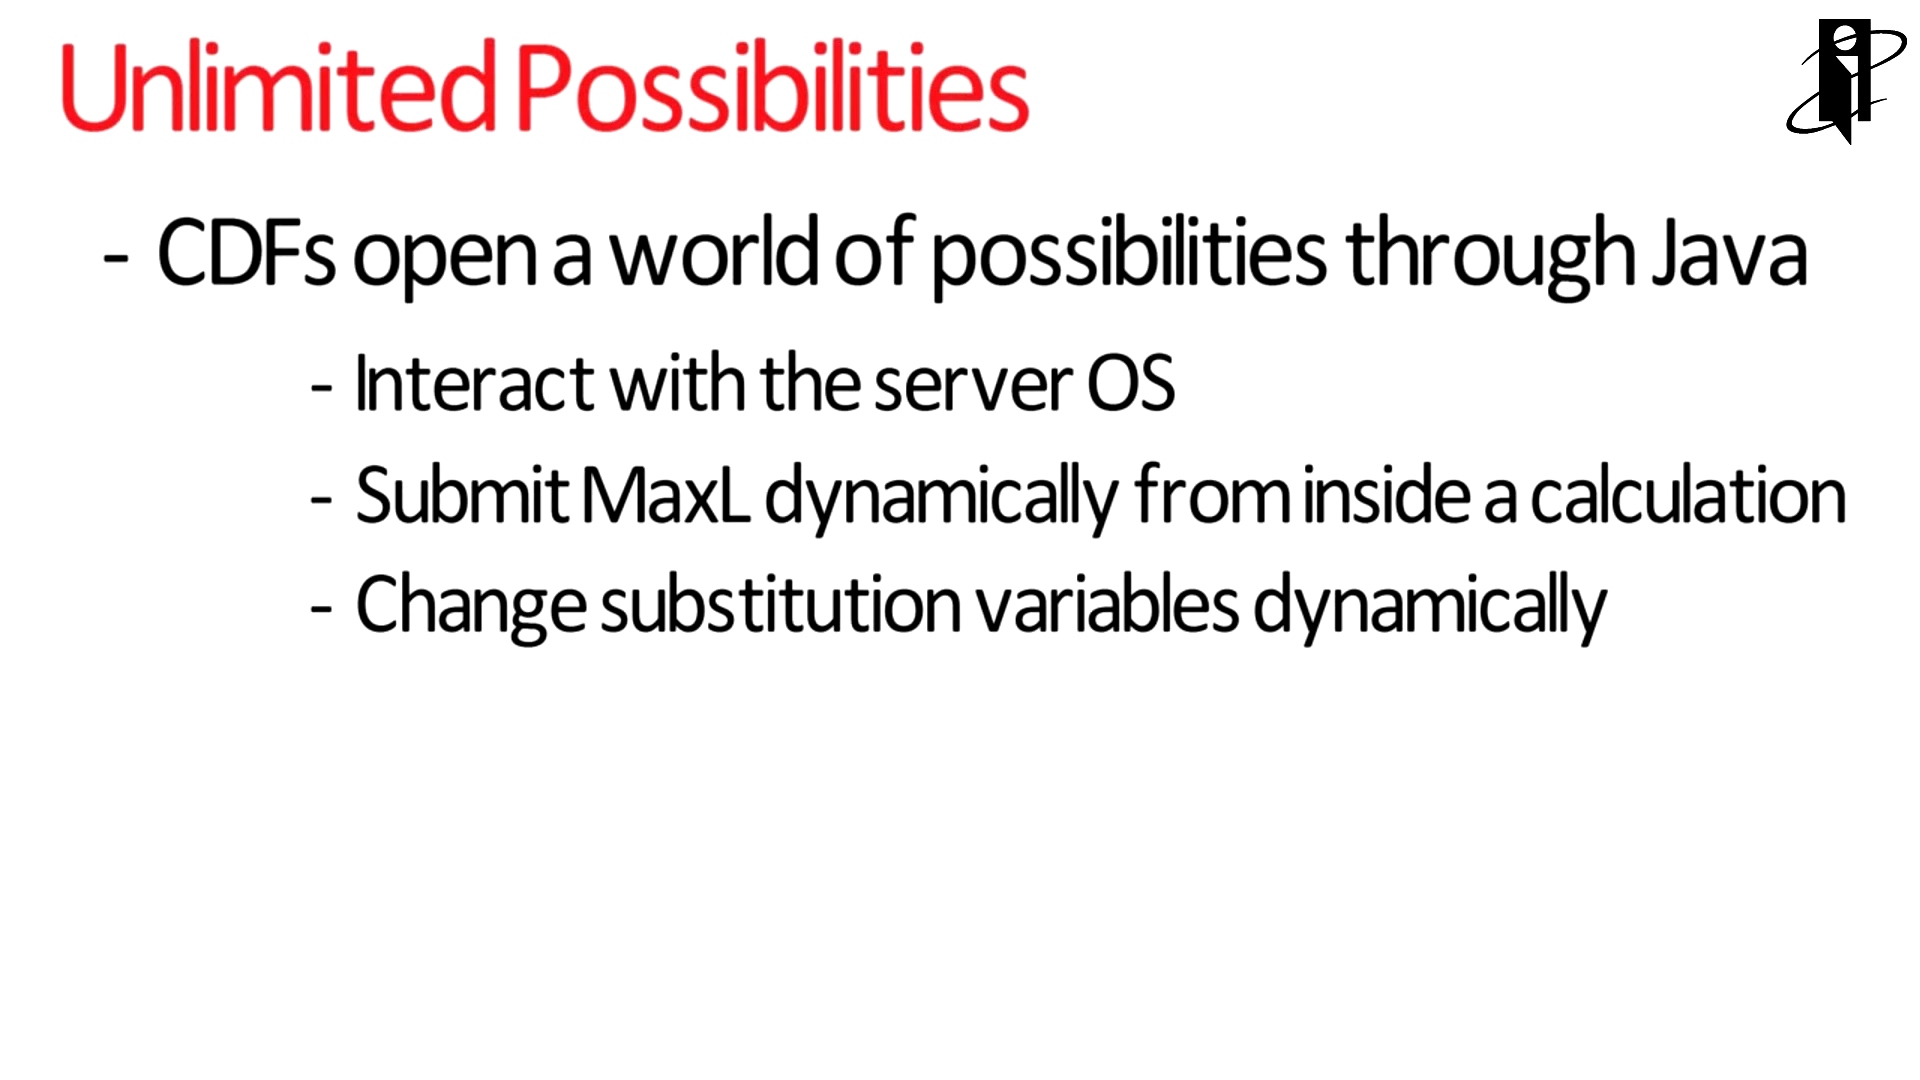 Unlimited Possibilities
- CDFs open a world of possibilities through Java
- Interact with the server OS
- Submit MaxL dynamically from inside a calculation
- Change substitution variables dynamically